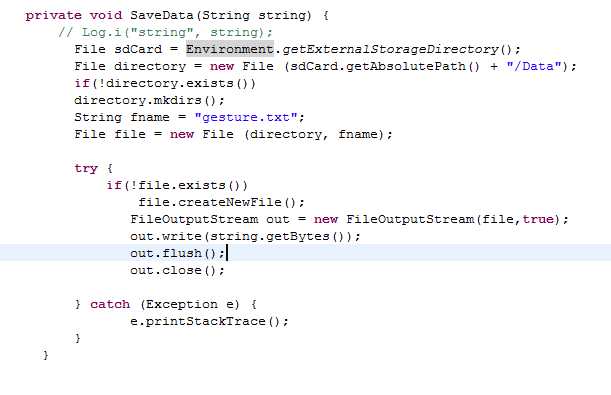 private void SaveData(String string) {
// Log.i("string", string);
File sdCard = Environment.getExternalStorageDirectory();
File directory = new File (sdCard.getAbsolutePath() + "/Data");
if(!directory.exists())
directory.mkdirs();
String fname = "gesture.txt";
File file = new File (directory, fname);
try {
if(!file.exists())
file.createNewFile();
FileOutputStream out = new FileOutputStream(file,true);
out.write(string.getBytes());
out.flush();
out.close();
} catch (Exception e) {
e.printStackTrace();
}
}